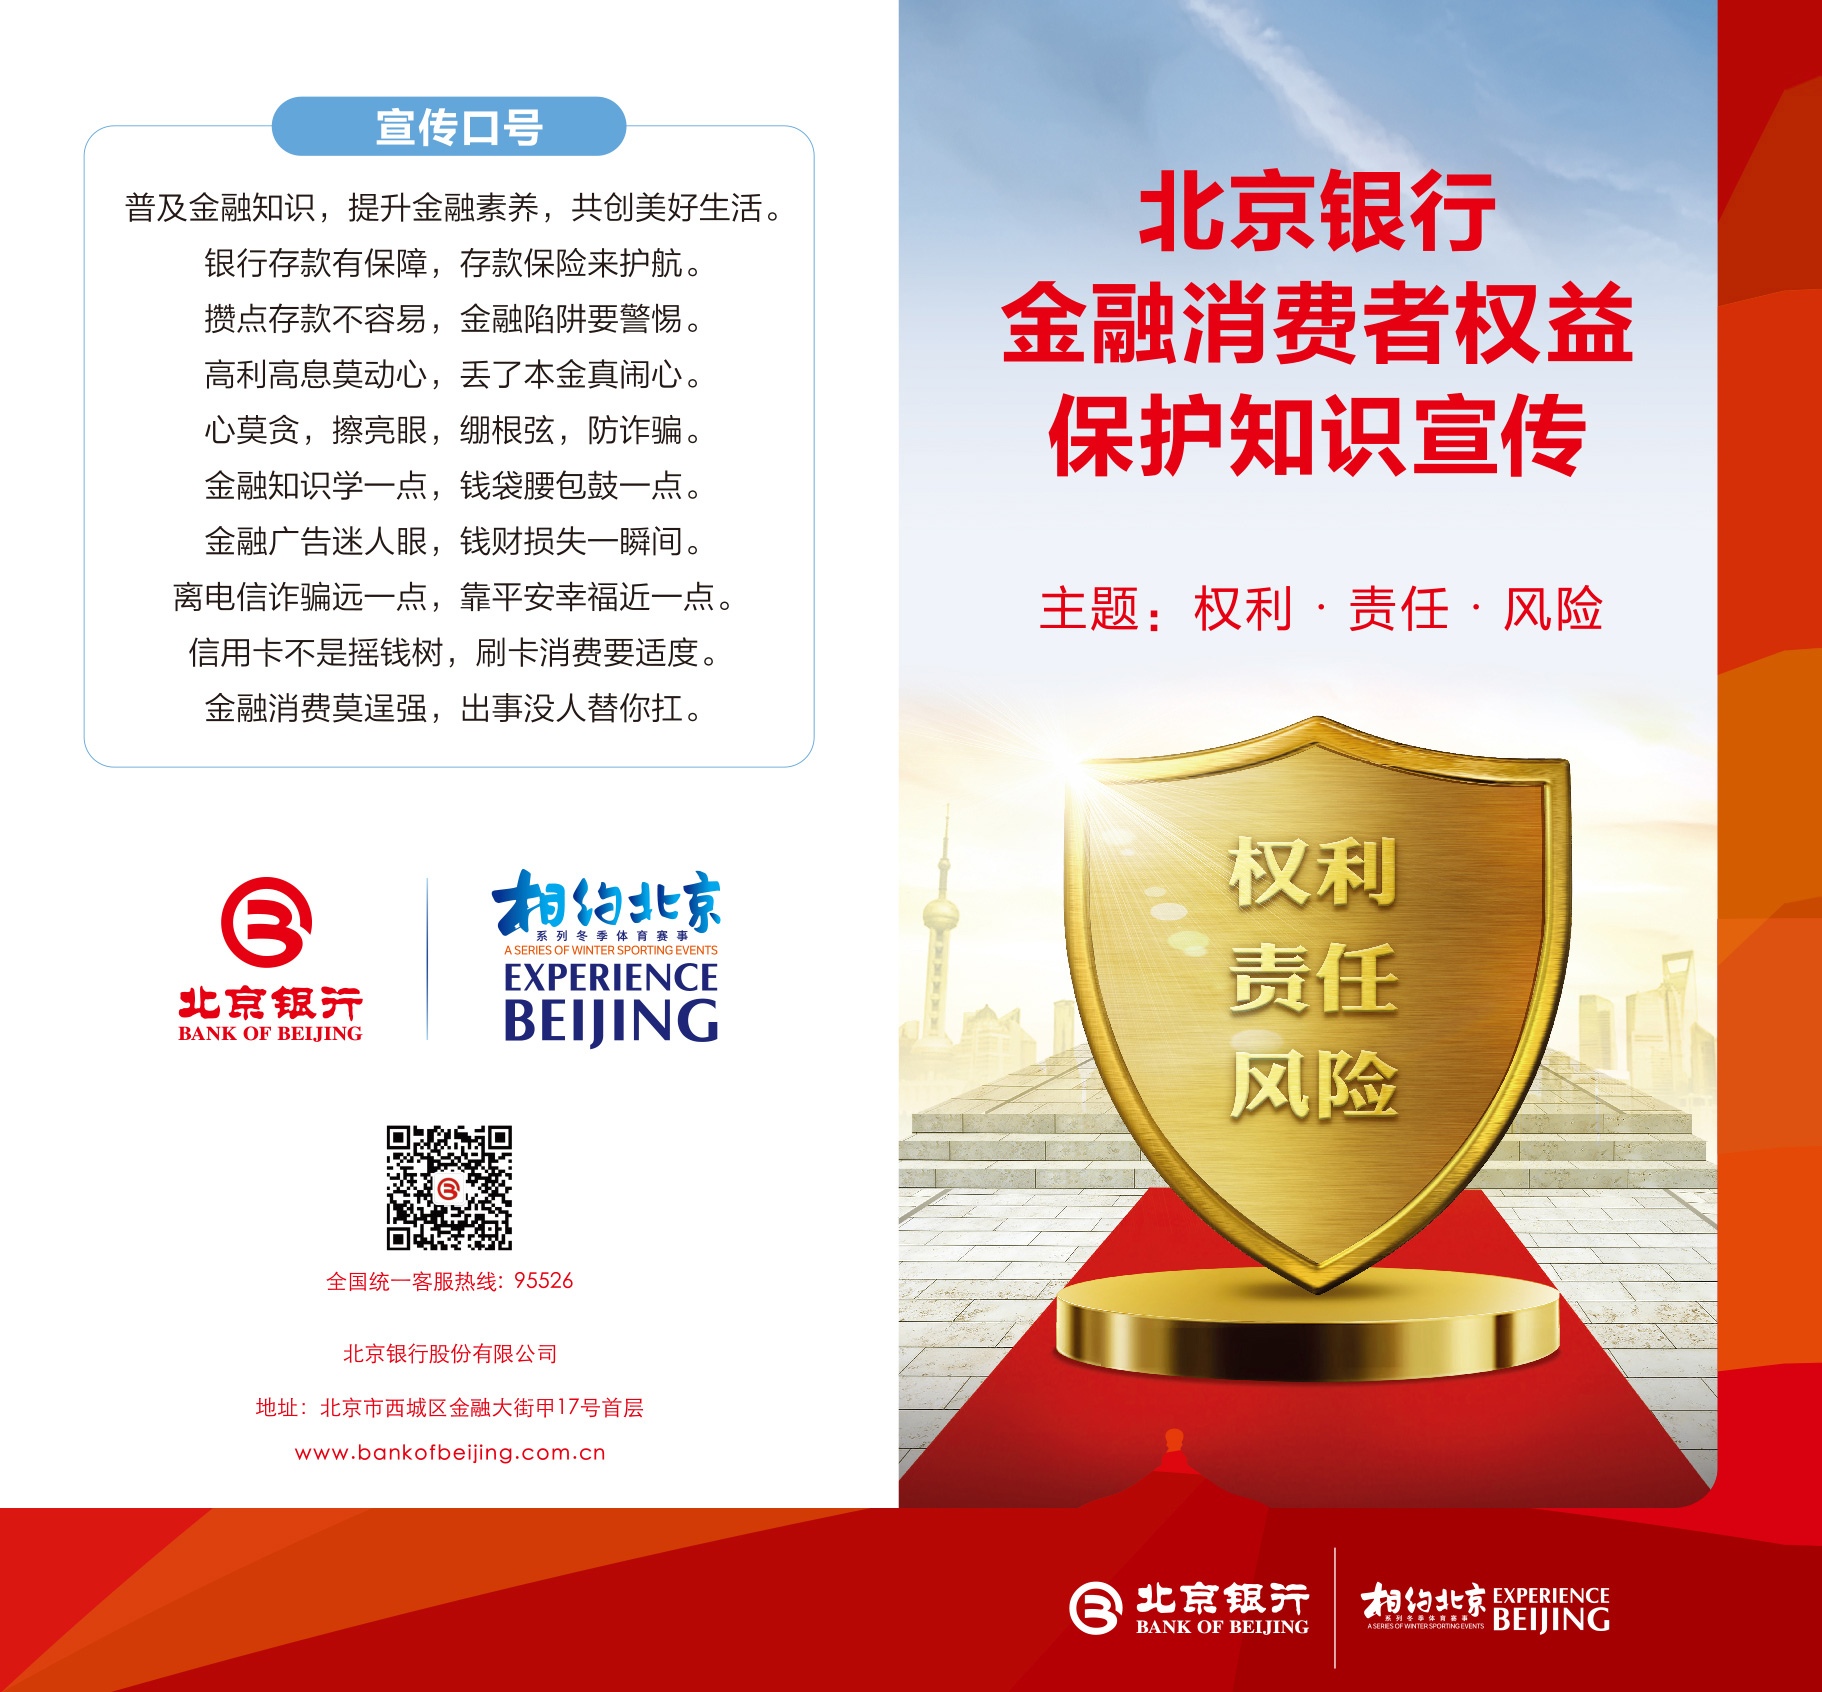 宣传口号
普及金融知识，提升金融素养，共创美好生活。
银行存款有保障，存款保险来护航。
攒点存款不容易，金融陷阱要警惕。
高利高息莫动心，丢了本金真闹心。
心莫贪，擦亮眼，绷根弦，防诈骗。
金融知识学一点，钱袋腰包鼓一点。
金融广告迷人眼，钱财损失一瞬间。
离电信诈骗远一点，靠平安幸福近一点。
信用卡不是摇钱树，刷卡消费要适度。
金融消费莫逞强，出事没人替你扛。
北京银行
BANK OF BEIJING
相约北京
系列冬季体育赛事
A SERIES OF WINTER SPORTING EVENTS
EXPERIENCE
BEIJING
全国统一客服热线: 95526
北京银行股份有限公司
地址：北京市西城区金融大街甲17号首层
www.bankofbeijing.com.cn
北京银行
金融消费者权益
保护知识宣传
主题：权利·责任·风险
权利
责任
风险
北京银行
BANK OF BEIJING
相约北京
系列冬季体育赛事
A SERIES OF WINTER SPORTING EVENTS
EXPERIENCE
BEIJING